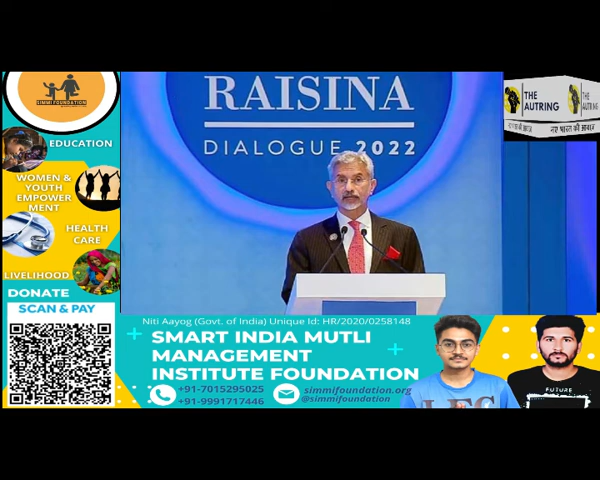 RAISINA
DIALOGUE 2022
SIMMI FOUNDATION
EDUCATION
WOMEN &
YOUTH
EMPOWER
MENT
HEALTH
CARE
LIVELIHOOD
DONATE
SCAN & PAY
THE
AUTRING
THE
AUTRING
नए भारत की आवाज़
Niti Aayog (Govt. of India) Unique Id: HR/2020/0258148
SMART INDIA MUTLI
MANAGEMENT
INSTITUTE FOUNDATION
+91-7015295025
+91-9991717446
simmifoundation.org
@simmifoundation
FUTURE